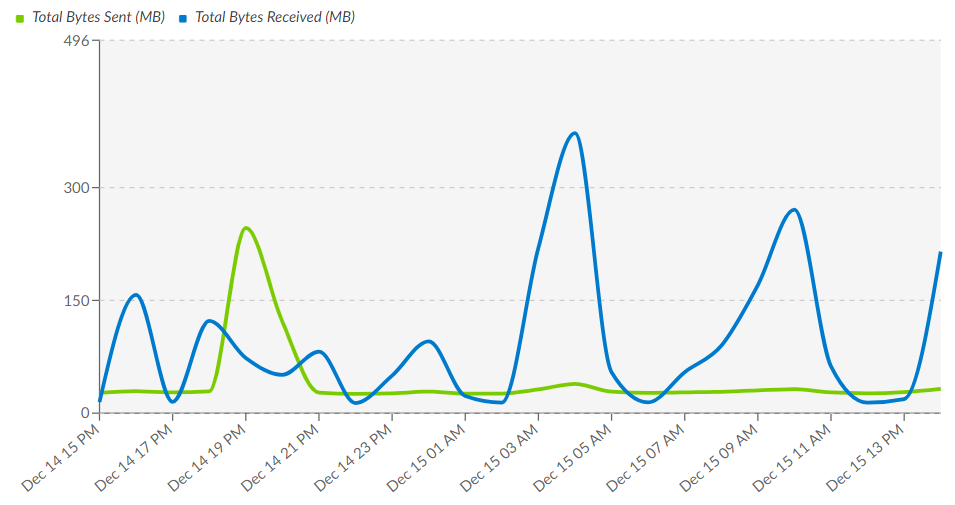 Total Bytes Sent (MB) Total Bytes Received (MB)
496
300
150
0
Dec 14 15 PM
Dec 14 17 PM
Dec 14 19 PM
Dec 14 21 PM
Dec 14 23 PM
Dec 15 01 AM
Dec 15 03 AM
Dec 15 05 AM
Dec 15 07 AM
Dec 15 09 AM
Dec 15 11 AM
Dec 15 13 PM